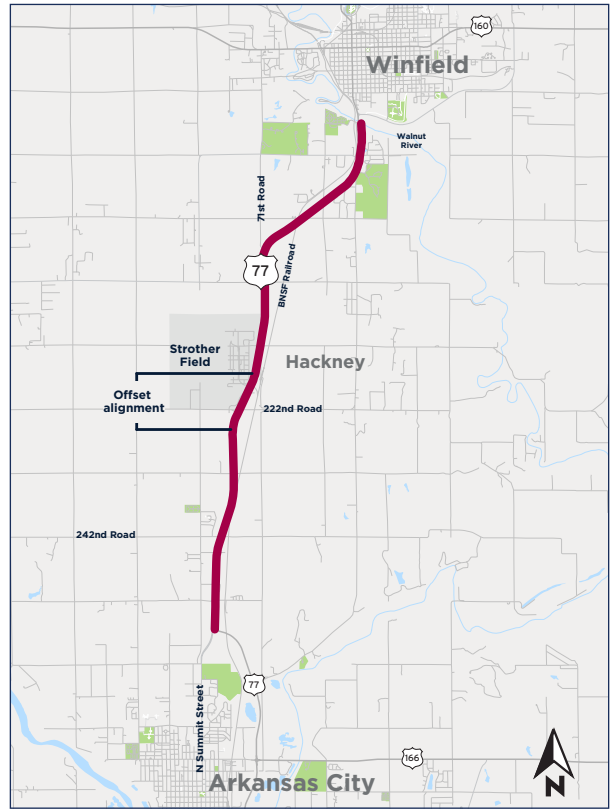 160
Winfield
Walnut
River
71st Road
BNSF Railroad
77
Strother
Field
Hackney
Offset
alignment
222nd Road
242nd Road
77
N Summit Street
166
Arkansas City
N